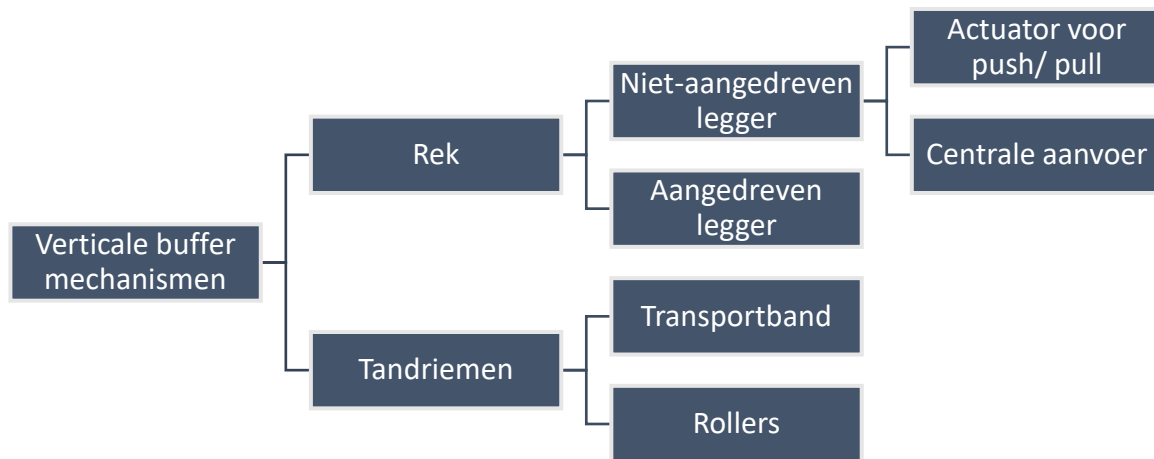 Verticale buffer
mechanismen
Rek
Niet-aangedreven
legger
Actuator voor
push/ pull
Centrale aanvoer
Aangedreven
legger
Tandriemen
Transportband
Rollers